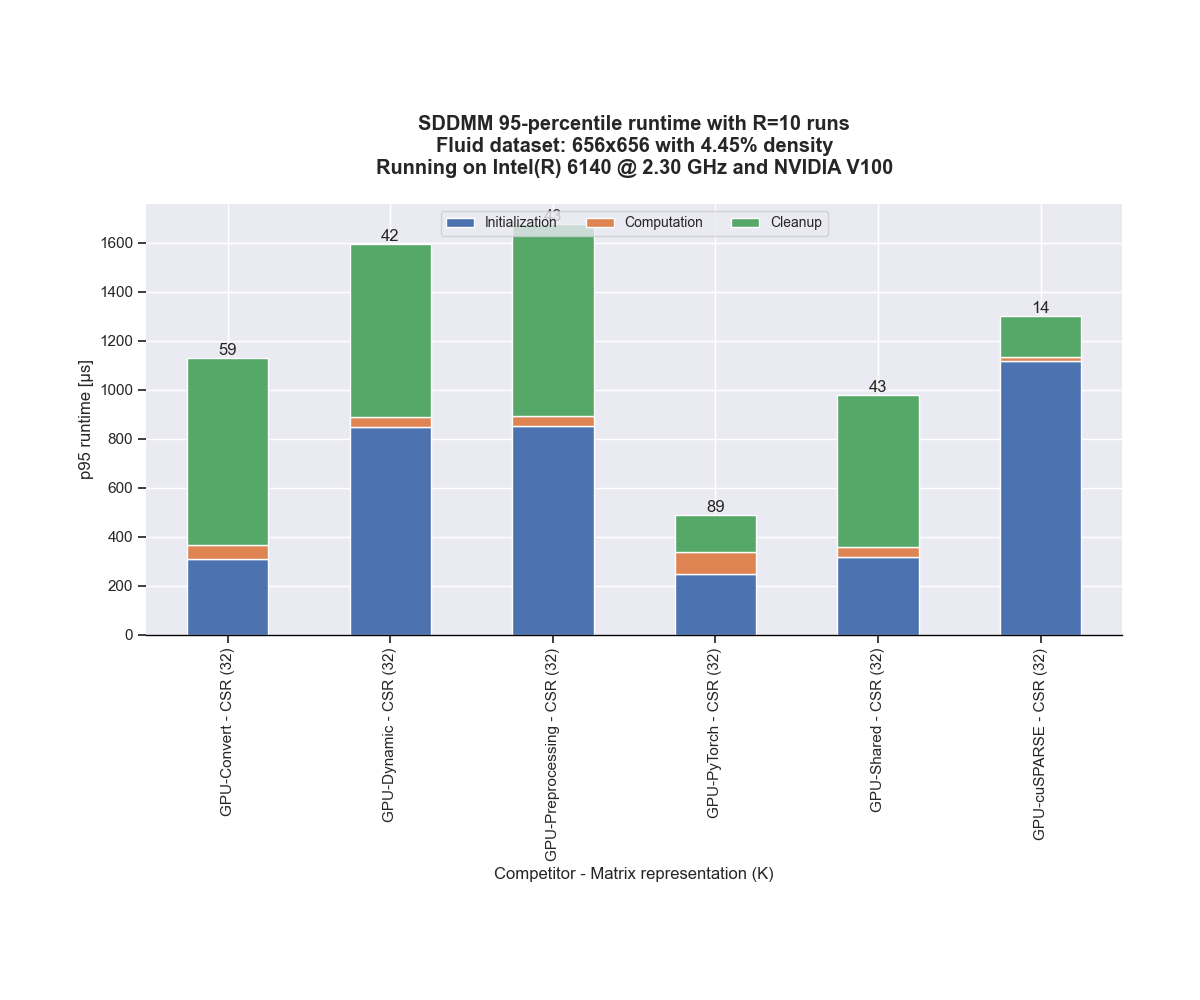 SDDMM 95-percentile runtime with R=10 runs
Fluid dataset: 656x656 with 4.45% density
Running on Intel(R) 6140 @ 2.30 GHz and NVIDIA V100
Initialization Computation Cleanup
43
42
14
59
43
89
p95 runtime [μs]
1600
1400
1200
1000
800
600
400
200
0
GPU-Convert - CSR (32)
GPU-Dynamic - CSR (32)
GPU-Preprocessing - CSR (32)
GPU-PyTorch - CSR (32)
GPU-Shared - CSR (32)
GPU-cuSPARSE - CSR (32)
Competitor - Matrix representation (K)